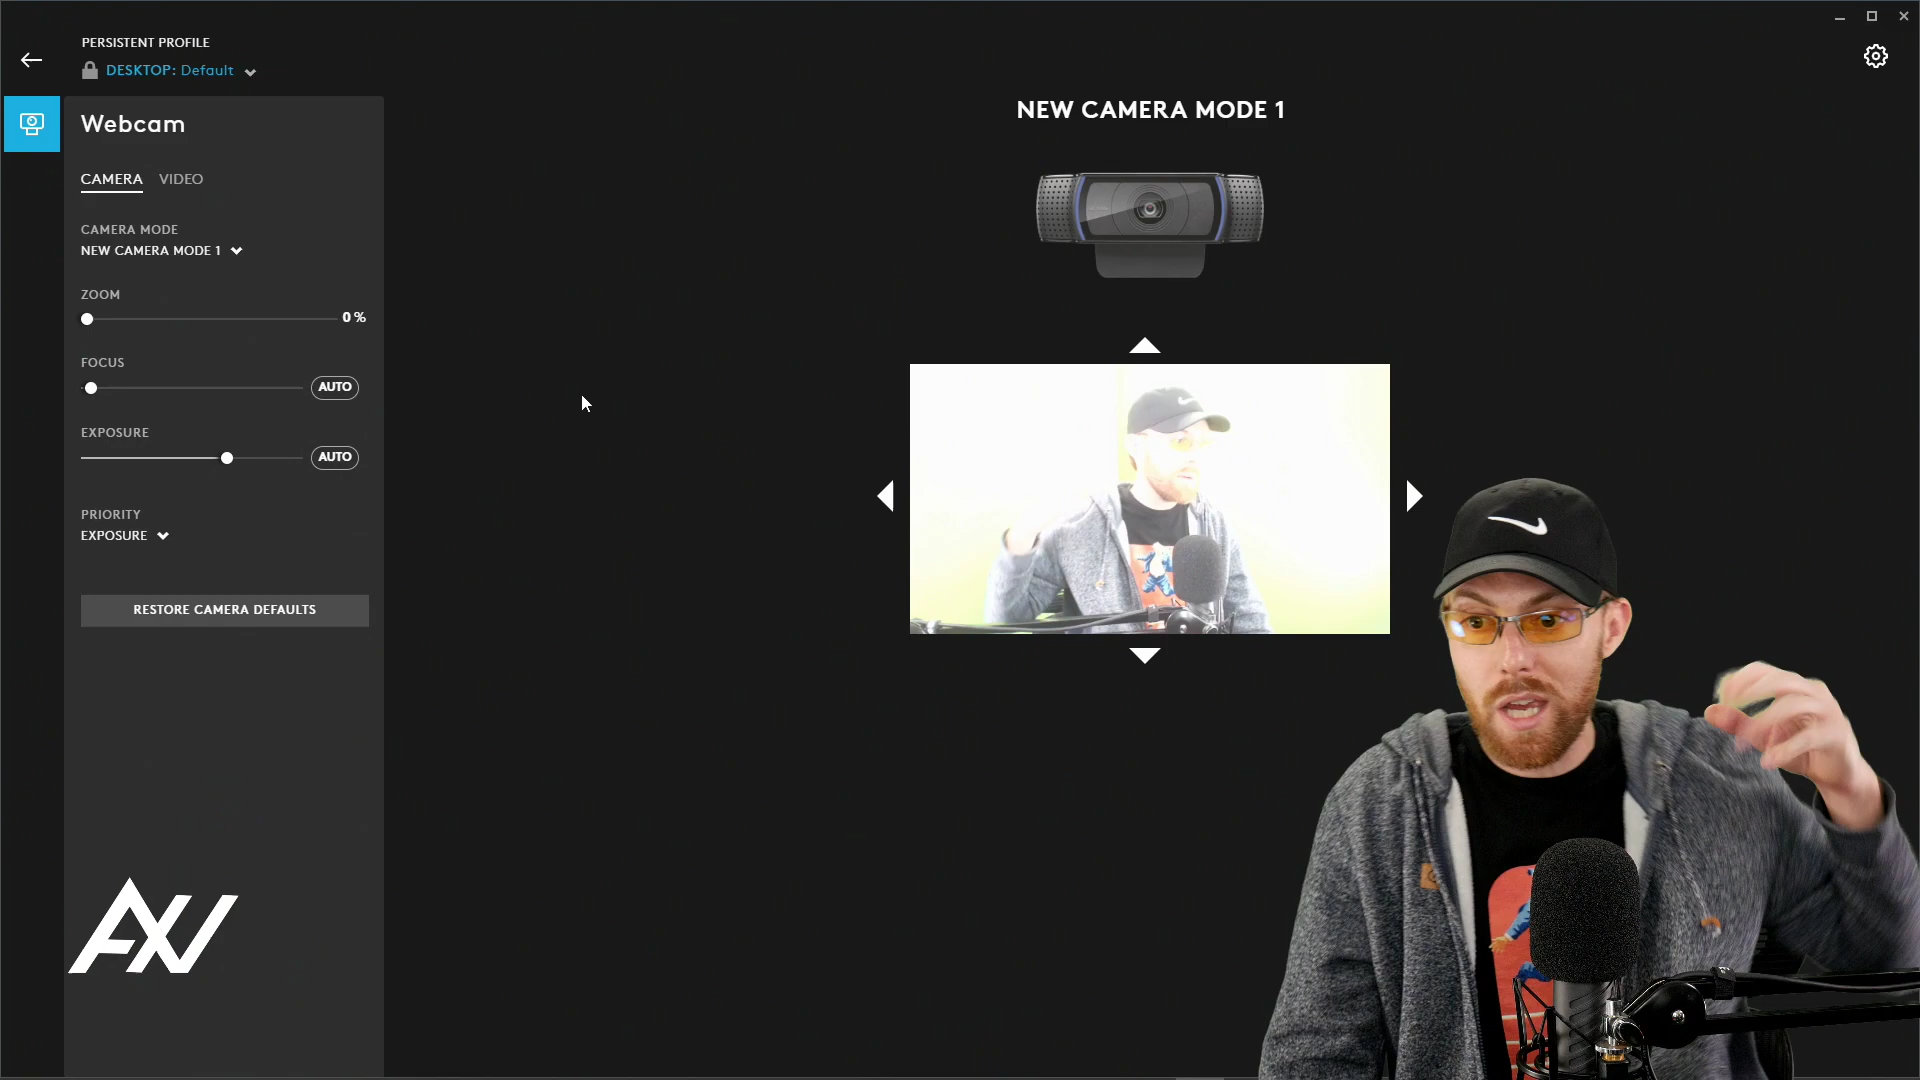 PERSISTENT PROFILE
DESKTOP: Default
Webcam
CAMERA VIDEO
CAMERA MODE
NEW CAMERA MODE 1
ZOOM
0 %
FOCUS
AUTO
EXPOSURE
AUTO
PRIORITY
EXPOSURE
RESTORE CAMERA DEFAULTS
NEW CAMERA MODE 1